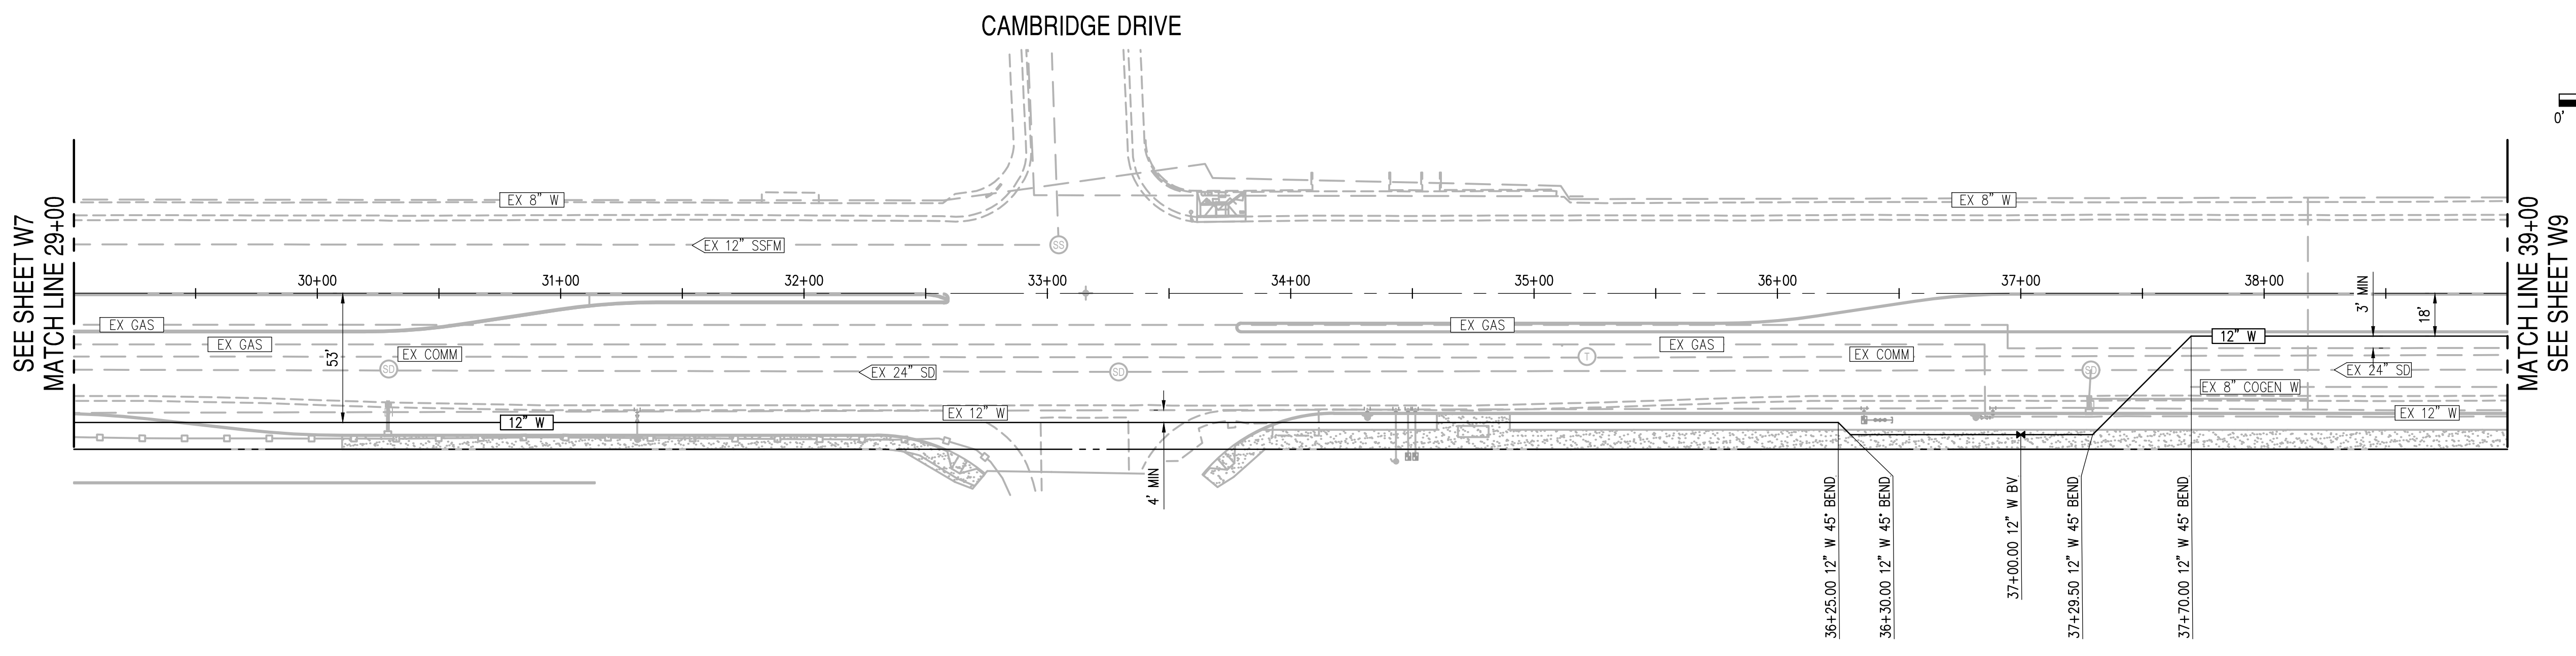 CAMBRIDGE DRIVE
0'
SEE SHEET W7
MATCH LINE 29+00
MATCH LINE 39+00
SEE SHEET W9
EX 8" W
EX 8" W
EX 12" SSFM
SS
30+00
31+00
32+00
33+00
34+00
35+00
36+00
37+00
38+00
3' MIN
18'
EX GAS
EX GAS
12" W
EX GAS
EX COMM
EX GAS
EX COMM
53'
T
SD
EX 24" SD
SD
SD
EX 24" SD
EX 8" COGEN W
EX 12" W
EX 12" W
12" W
4' MIN
36+25.00 12" W 45° BEND
36+30.00 12" W 45° BEND
37+00.00 12" W BV
37+29.50 12" W 45° BEND
37+70.00 12" W 45° BEND